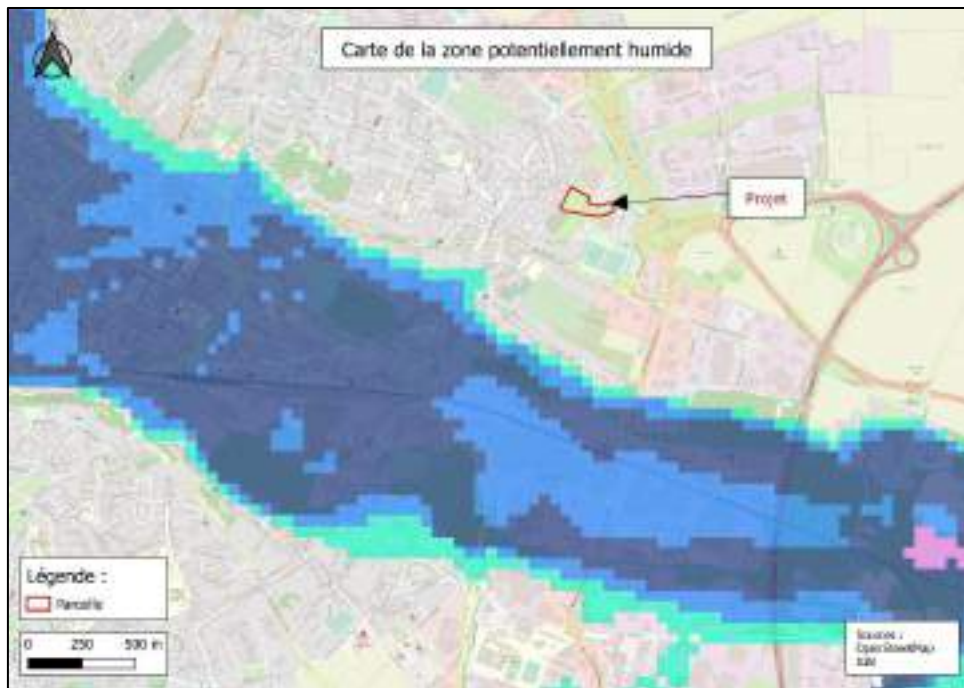 Carte de la zone potentiellement humide
Projet
Légende :
Parcelle
0 250 500 m
Sources :
OpenStreetMap